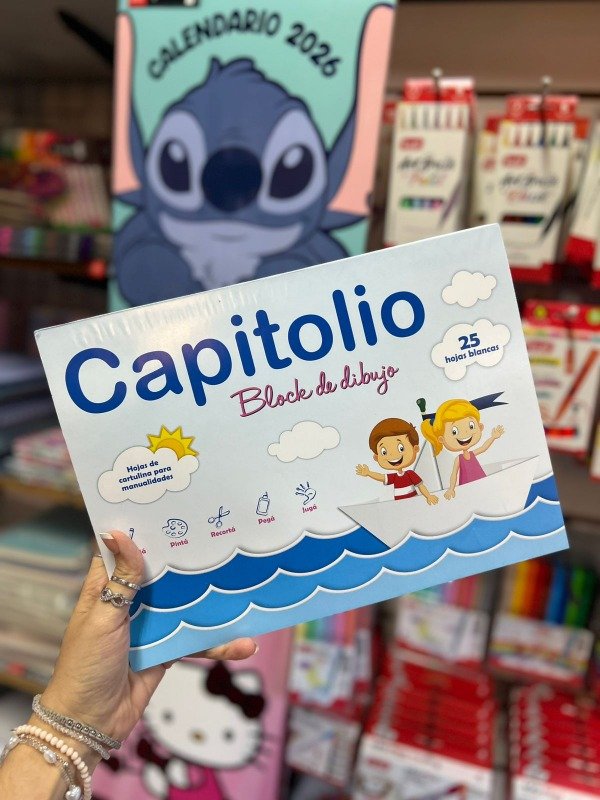 CALENDARIO 2026
Capitolio
Block de dibujo
25
hojas blancas
Hojas de
cartulina para
manualidades
Pintá
Recortá
Pegá
Jugá